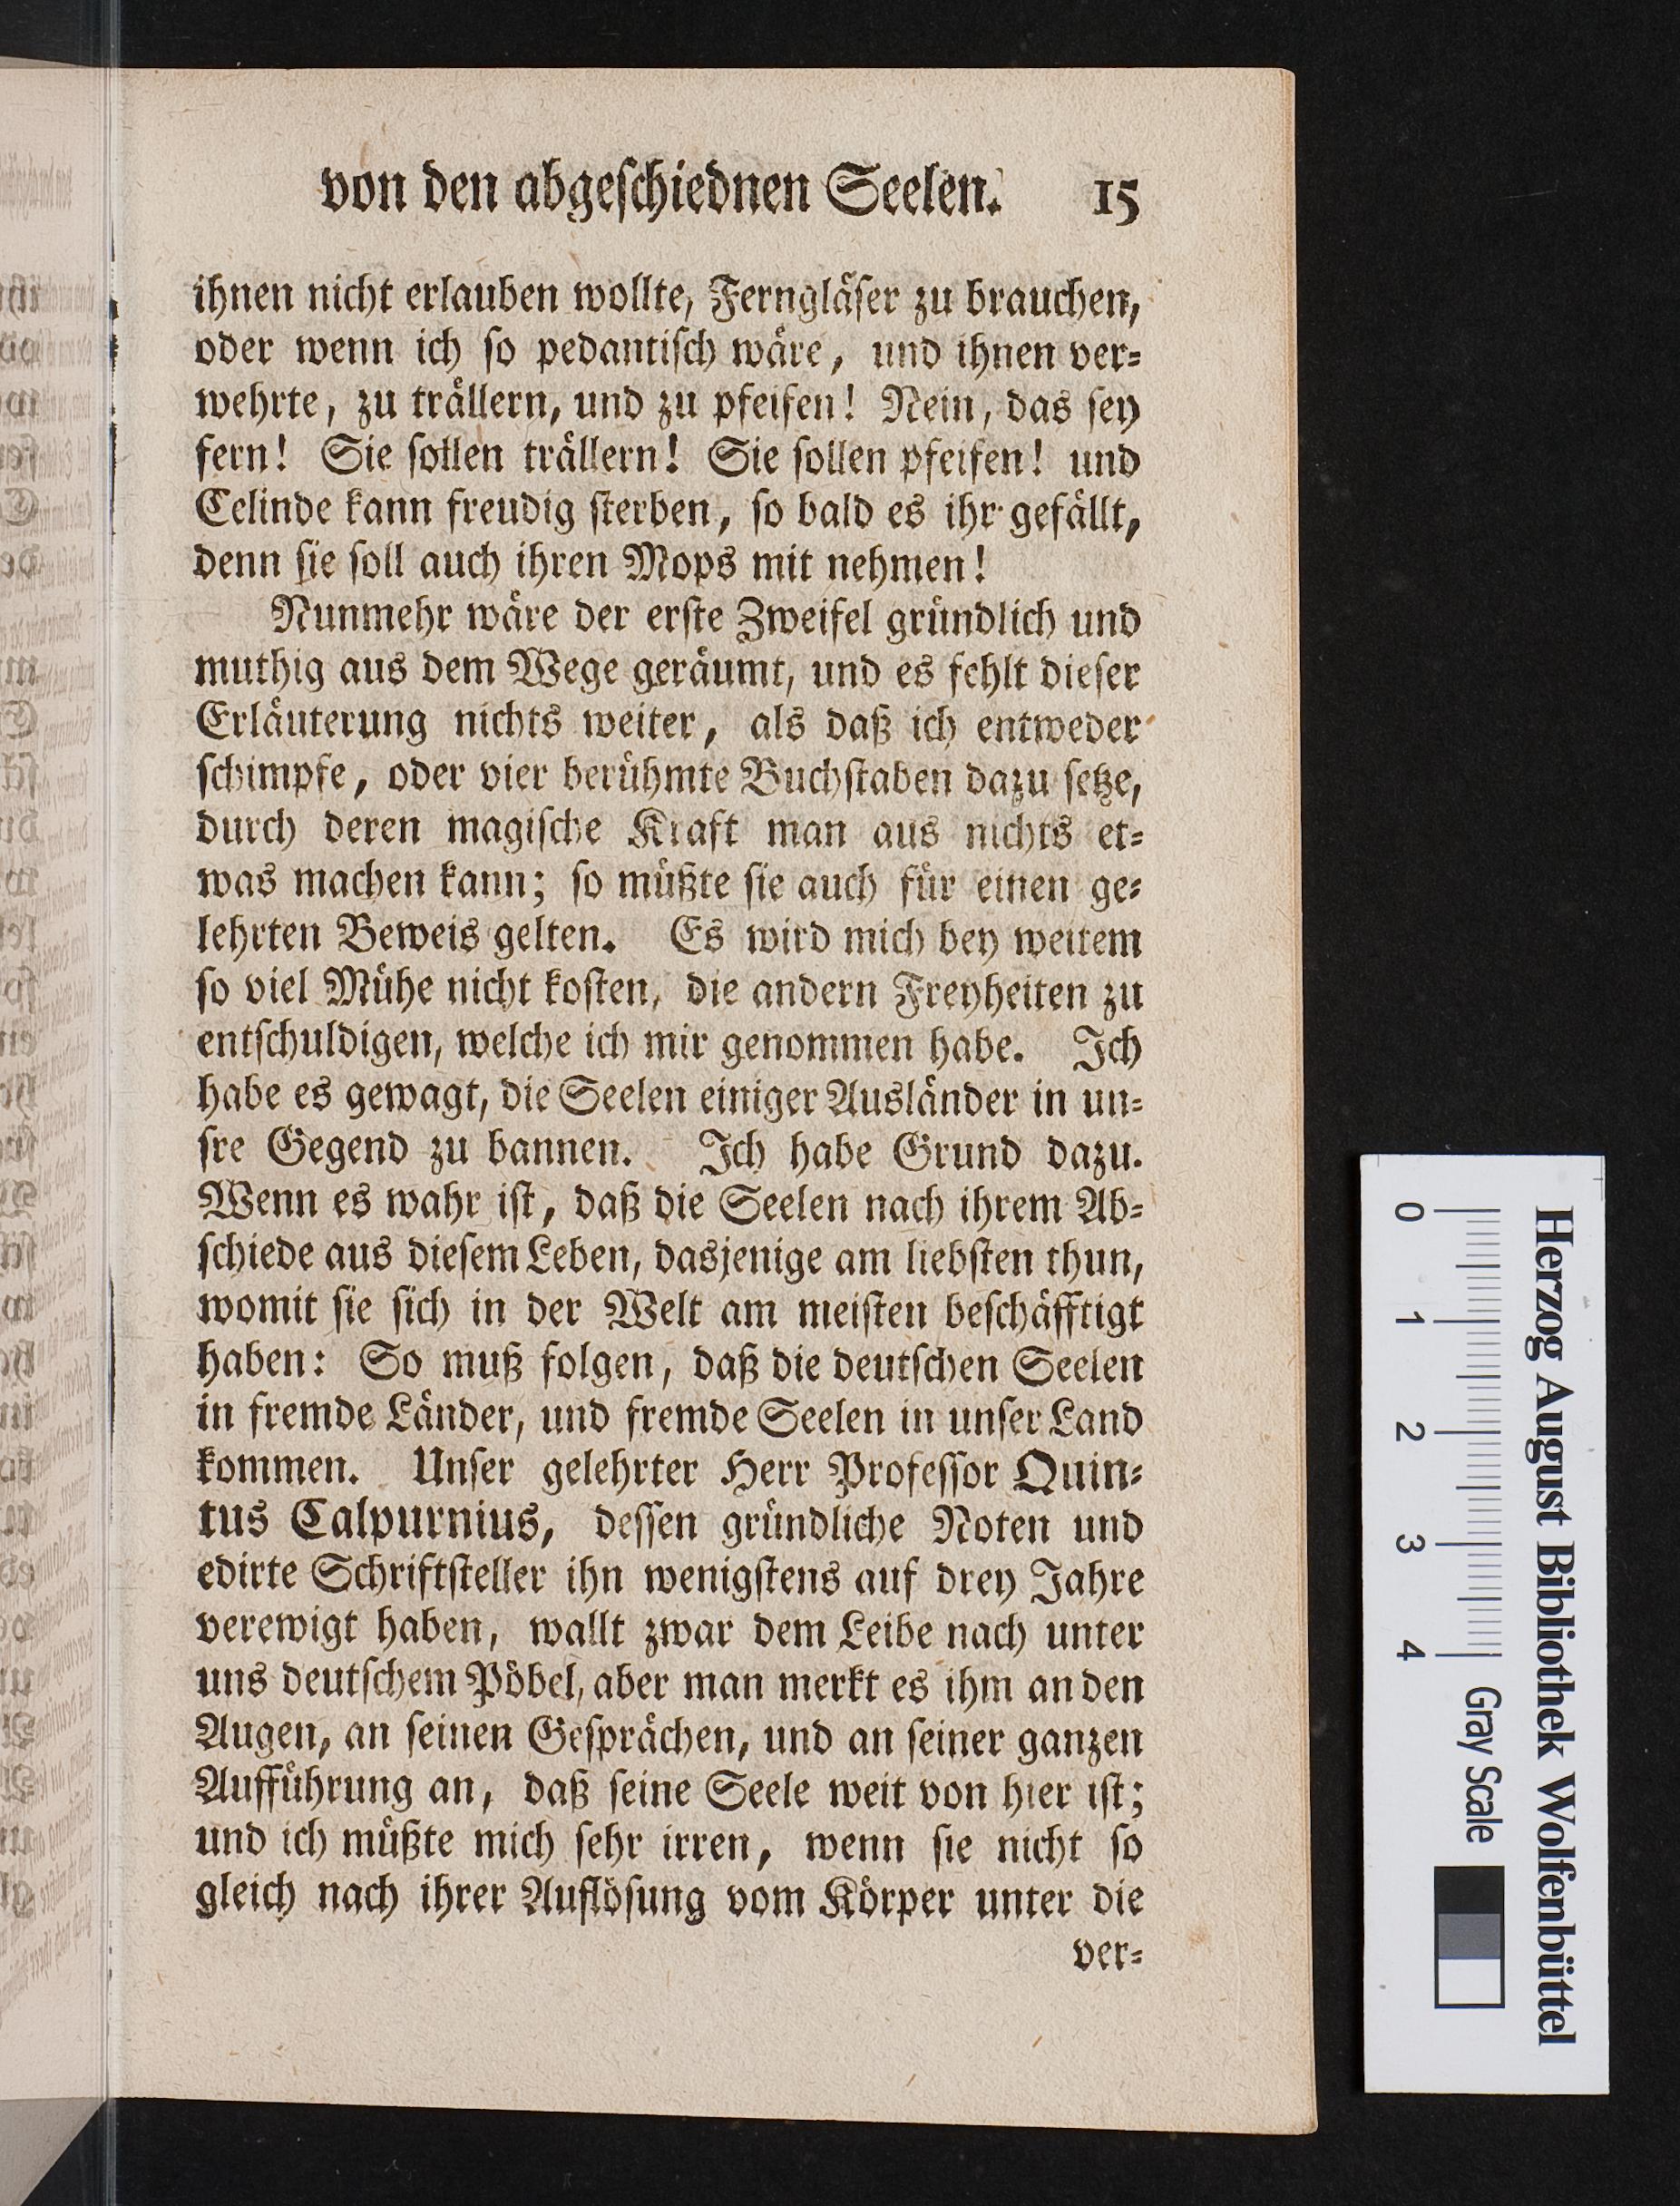 von den abgeſchiednen Seelen. 15
ihnen nicht erlauben wollte, Ferngläſer zu brauchen,
oder wenn ich ſo pedantiſch wäre, und ihnen ver-
wehrte, zu trällern, und zu pfeifen! Nein, das ſey
fern! Sie ſollen trällern! Sie ſollen pfeifen! und
Celinde kann freudig ſterben, ſo bald es ihr gefällt,
denn ſie ſoll auch ihren Mops mit nehmen!
Nunmehr wäre der erſte Zweifel gründlich und
muthig aus dem Wege geräumt, und es fehlt dieſer
Erläuterung nichts weiter, als daß ich entweder
ſchimpfe, oder vier berühmte Buchſtaben dazu ſetze,
durch deren magiſche Kraft man aus nichts et-
was machen kann; ſo müßte ſie auch für einen ge-
lehrten Beweis gelten. Es wird mich bey weitem
ſo viel Mühe nicht koſten, die andern Freyheiten zu
entſchuldigen, welche ich mir genommen habe. Ich
habe es gewagt, die Seelen einiger Ausländer in un-
ſre Gegend zu bannen. Ich habe Grund dazu.
Wenn es wahr iſt, daß die Seelen nach ihrem Ab-
ſchiede aus dieſem Leben, dasjenige am liebſten thun,
womit ſie ſich in der Welt am meiſten beſchäfftigt
haben: So muß folgen, daß die deutſchen Seelen
in fremde Länder, und fremde Seelen in unſer Land
kommen. Unſer gelehrter Herr Profeſſor Quin-
tus Calpurnius, deſſen gründliche Noten und
edirte Schriftſteller ihn wenigſtens auf drey Jahre
verewigt haben, wallt zwar dem Leibe nach unter
uns deutſchem Pöbel, aber man merkt es ihm an den
Augen, an ſeinen Geſprächen, und an ſeiner ganzen
Aufführung an, daß ſeine Seele weit von hier iſt;
und ich müßte mich ſehr irren, wenn ſie nicht ſo
gleich nach ihrer Auflöſung vom Körper unter die
ver-
Herzog August Bibliothek Wolfenbüttel
0 1 2 3 4 Gray Scale